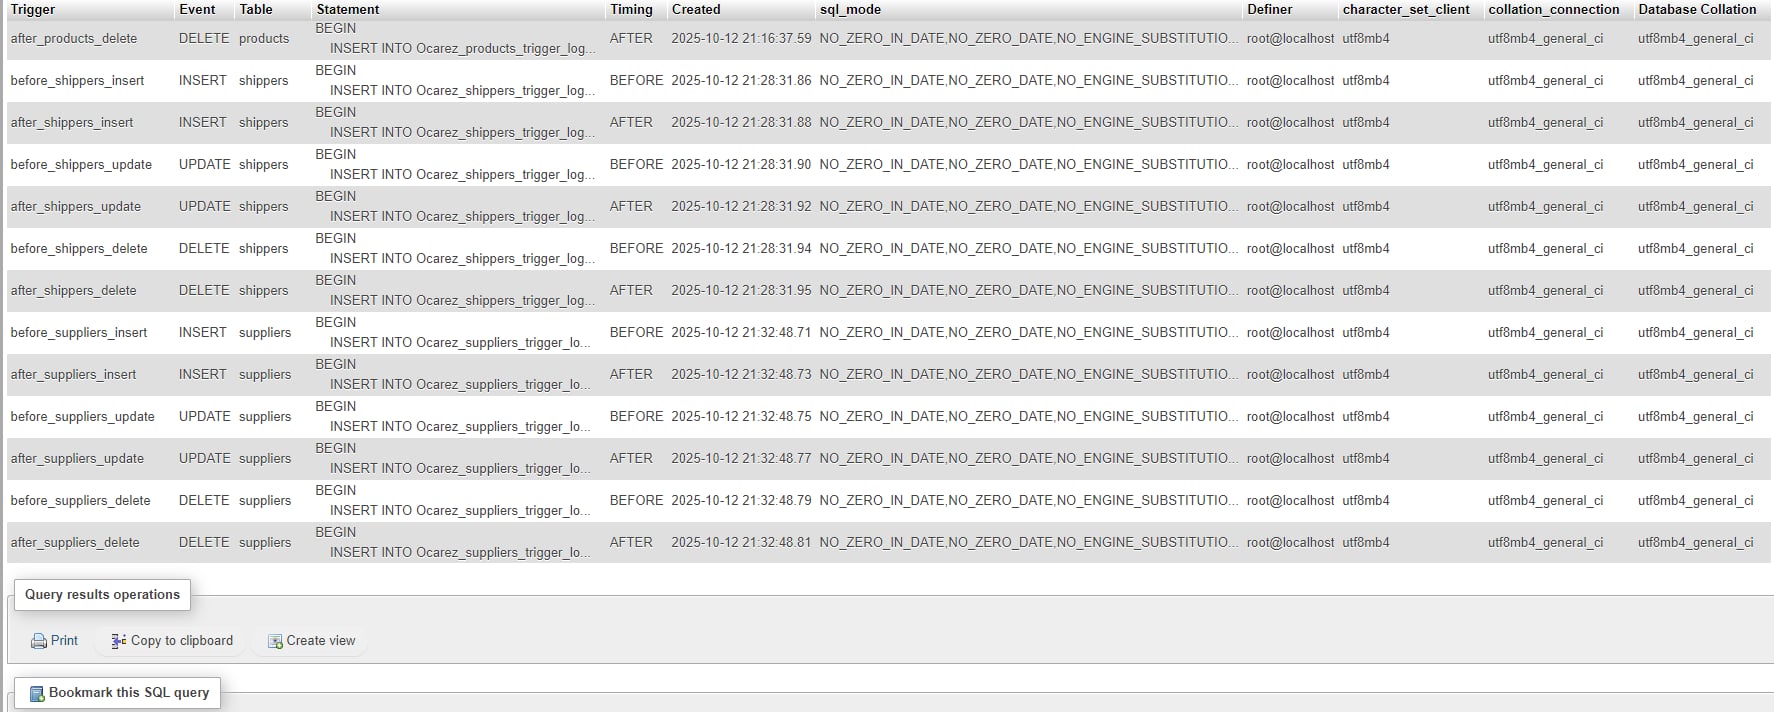 Trigger Event Table Statement Timing Created sql_mode Definer character_set_client collation_connection Database Collation
after_products_delete DELETE products BEGIN INSERT INTO Ocarez_products_trigger_log... AFTER 2025-10-12 21:16:37.59 NO_ZERO_IN_DATE,NO_ZERO_DATE,NO_ENGINE_SUBSTITUTIO... root@localhost utf8mb4 utf8mb4_general_ci utf8mb4_general_ci
before_shippers_insert INSERT shippers BEGIN INSERT INTO Ocarez_shippers_trigger_log... BEFORE 2025-10-12 21:28:31.86 NO_ZERO_IN_DATE,NO_ZERO_DATE,NO_ENGINE_SUBSTITUTIO... root@localhost utf8mb4 utf8mb4_general_ci utf8mb4_general_ci
after_shippers_insert INSERT shippers BEGIN INSERT INTO Ocarez_shippers_trigger_log... AFTER 2025-10-12 21:28:31.88 NO_ZERO_IN_DATE,NO_ZERO_DATE,NO_ENGINE_SUBSTITUTIO... root@localhost utf8mb4 utf8mb4_general_ci utf8mb4_general_ci
before_shippers_update UPDATE shippers BEGIN INSERT INTO Ocarez_shippers_trigger_log... BEFORE 2025-10-12 21:28:31.90 NO_ZERO_IN_DATE,NO_ZERO_DATE,NO_ENGINE_SUBSTITUTIO... root@localhost utf8mb4 utf8mb4_general_ci utf8mb4_general_ci
after_shippers_update UPDATE shippers BEGIN INSERT INTO Ocarez_shippers_trigger_log... AFTER 2025-10-12 21:28:31.92 NO_ZERO_IN_DATE,NO_ZERO_DATE,NO_ENGINE_SUBSTITUTIO... root@localhost utf8mb4 utf8mb4_general_ci utf8mb4_general_ci
before_shippers_delete DELETE shippers BEGIN INSERT INTO Ocarez_shippers_trigger_log... BEFORE 2025-10-12 21:28:31.94 NO_ZERO_IN_DATE,NO_ZERO_DATE,NO_ENGINE_SUBSTITUTIO... root@localhost utf8mb4 utf8mb4_general_ci utf8mb4_general_ci
after_shippers_delete DELETE shippers BEGIN INSERT INTO Ocarez_shippers_trigger_log... AFTER 2025-10-12 21:28:31.95 NO_ZERO_IN_DATE,NO_ZERO_DATE,NO_ENGINE_SUBSTITUTIO... root@localhost utf8mb4 utf8mb4_general_ci utf8mb4_general_ci
before_suppliers_insert INSERT suppliers BEGIN INSERT INTO Ocarez_suppliers_trigger_lo... BEFORE 2025-10-12 21:32:48.71 NO_ZERO_IN_DATE,NO_ZERO_DATE,NO_ENGINE_SUBSTITUTIO... root@localhost utf8mb4 utf8mb4_general_ci utf8mb4_general_ci
after_suppliers_insert INSERT suppliers BEGIN INSERT INTO Ocarez_suppliers_trigger_lo... AFTER 2025-10-12 21:32:48.73 NO_ZERO_IN_DATE,NO_ZERO_DATE,NO_ENGINE_SUBSTITUTIO... root@localhost utf8mb4 utf8mb4_general_ci utf8mb4_general_ci
before_suppliers_update UPDATE suppliers BEGIN INSERT INTO Ocarez_suppliers_trigger_lo... BEFORE 2025-10-12 21:32:48.75 NO_ZERO_IN_DATE,NO_ZERO_DATE,NO_ENGINE_SUBSTITUTIO... root@localhost utf8mb4 utf8mb4_general_ci utf8mb4_general_ci
after_suppliers_update UPDATE suppliers BEGIN INSERT INTO Ocarez_suppliers_trigger_lo... AFTER 2025-10-12 21:32:48.77 NO_ZERO_IN_DATE,NO_ZERO_DATE,NO_ENGINE_SUBSTITUTIO... root@localhost utf8mb4 utf8mb4_general_ci utf8mb4_general_ci
before_suppliers_delete DELETE suppliers BEGIN INSERT INTO Ocarez_suppliers_trigger_lo... BEFORE 2025-10-12 21:32:48.79 NO_ZERO_IN_DATE,NO_ZERO_DATE,NO_ENGINE_SUBSTITUTIO... root@localhost utf8mb4 utf8mb4_general_ci utf8mb4_general_ci
after_suppliers_delete DELETE suppliers BEGIN INSERT INTO Ocarez_suppliers_trigger_lo... AFTER 2025-10-12 21:32:48.81 NO_ZERO_IN_DATE,NO_ZERO_DATE,NO_ENGINE_SUBSTITUTIO... root@localhost utf8mb4 utf8mb4_general_ci utf8mb4_general_ci
Query results operations
Print Copy to clipboard Create view
Bookmark this SQL query